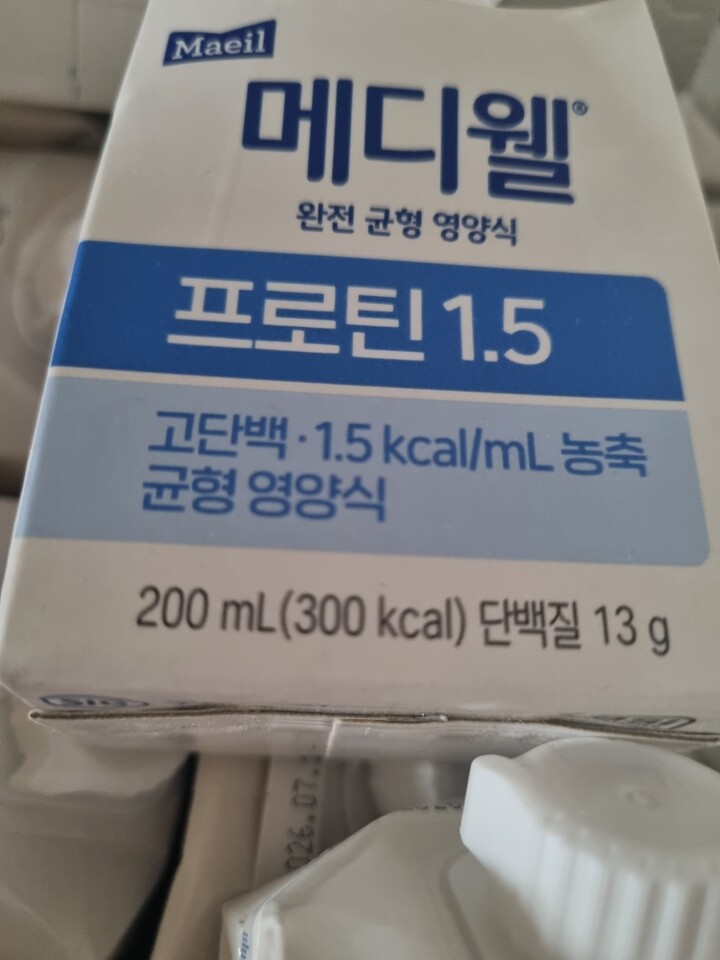 Maeil
메디웰®
완전 균형 영양식
프로틴 1.5
고단백·1.5 kcal/mL 농축
균형 영양식
200 mL(300 kcal) 단백질 13 g